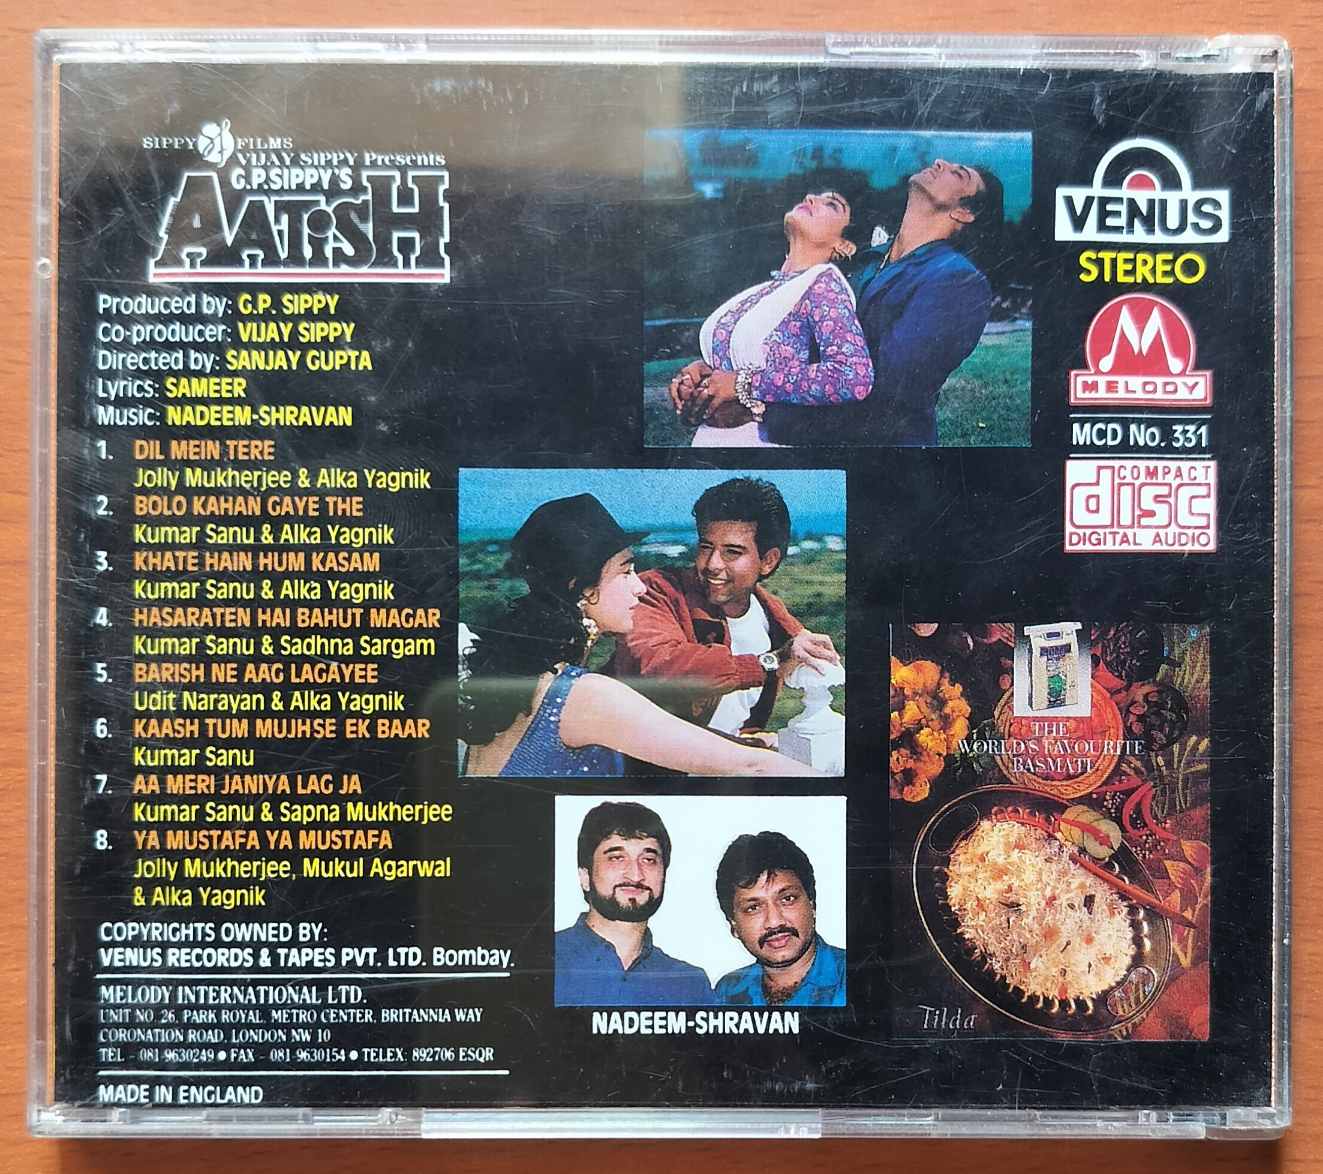 SIPPY FILMS
VIJAY SIPPY Presents
G.P.SIPPY'S
AATISH
Produced by: G.P. SIPPY
Co-producer: VIJAY SIPPY
Directed by: SANJAY GUPTA
Lyrics: SAMEER
Music: NADEEM-SHRAVAN
1. DIL MEIN TERE
Jolly Mukherjee & Alka Yagnik
2. BOLO KAHAN GAYE THE
Kumar Sanu & Alka Yagnik
3. KHATE HAIN HUM KASAM
Kumar Sanu & Alka Yagnik
4. HASARATEN HAI BAHUT MAGAR
Kumar Sanu & Sadhna Sargam
5. BARISH NE AAG LAGAYEE
Udit Narayan & Alka Yagnik
6. KAASH TUM MUJHSE EK BAAR
Kumar Sanu
7. AA MERI JANIYA LAG JA
Kumar Sanu & Sapna Mukherjee
8. YA MUSTAFA YA MUSTAFA
Jolly Mukherjee, Mukul Agarwal
& Alka Yagnik
COPYRIGHTS OWNED BY:
VENUS RECORDS & TAPES PVT. LTD. Bombay.
MELODY INTERNATIONAL LTD.
UNIT NO. 26, PARK ROYAL, METRO CENTER, BRITANNIA WAY
CORONATION ROAD, LONDON NW 10
TEL - 081-9630249 ● FAX - 081-9630154 ● TELEX: 892706 ESQR
MADE IN ENGLAND
NADEEM-SHRAVAN
VENUS
STEREO
MELODY
MCD No. 331
COMPACT
disc
DIGITAL AUDIO
THE
WORLD'S FAVOURITE
BASMATI
Tilda